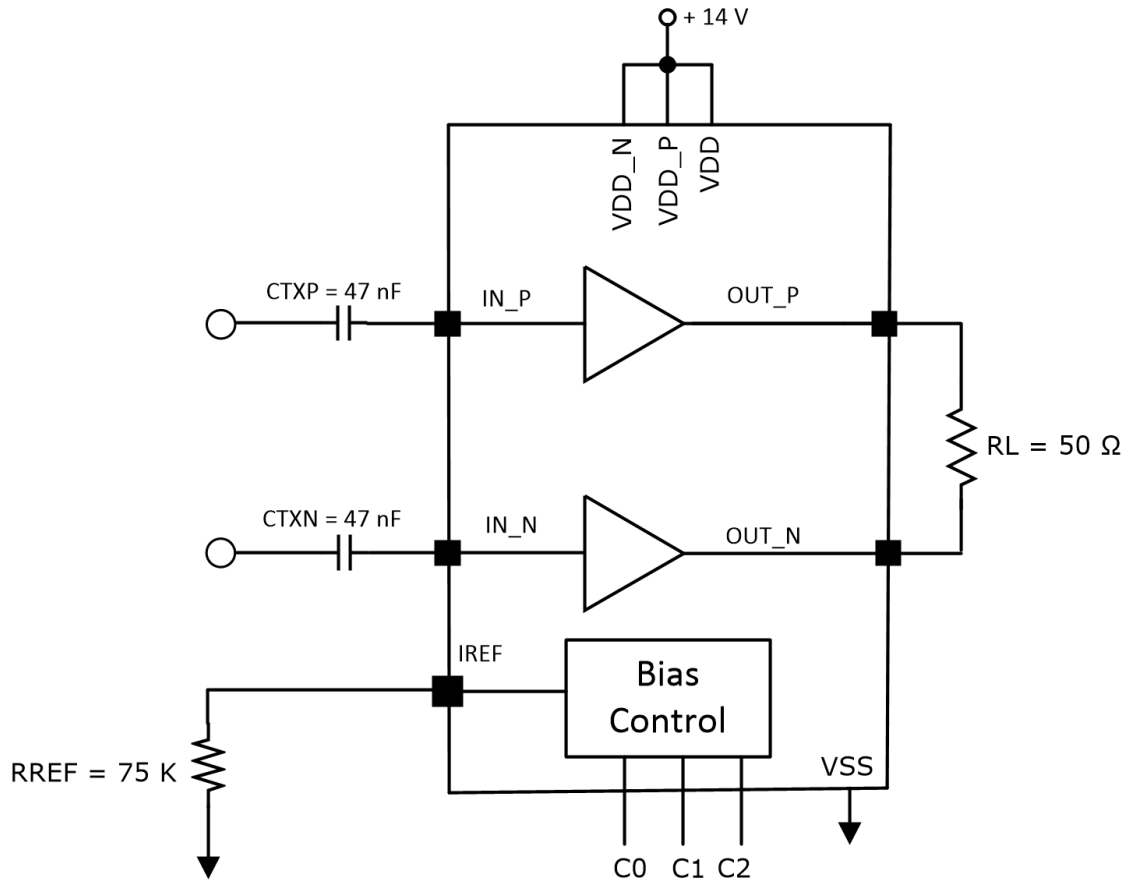 + 14 V
VDD_N
VDD_P
VDD
CTXP = 47 nF
IN_P
OUT_P
RL = 50 Ω
CTXN = 47 nF
IN_N
OUT_N
IREF
Bias
Control
RREF = 75 K
VSS
C0
C1
C2